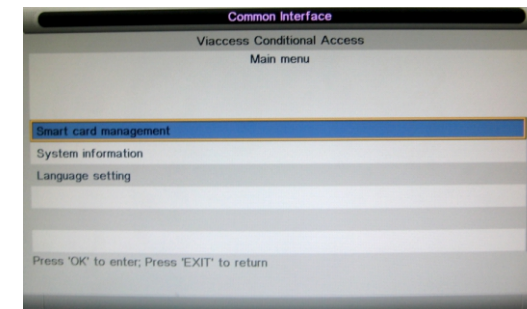 Common Interface
Viaccess Conditional Access
Main menu
Smart card management
System information
Language setting
Press 'OK' to enter; Press 'EXIT' to return